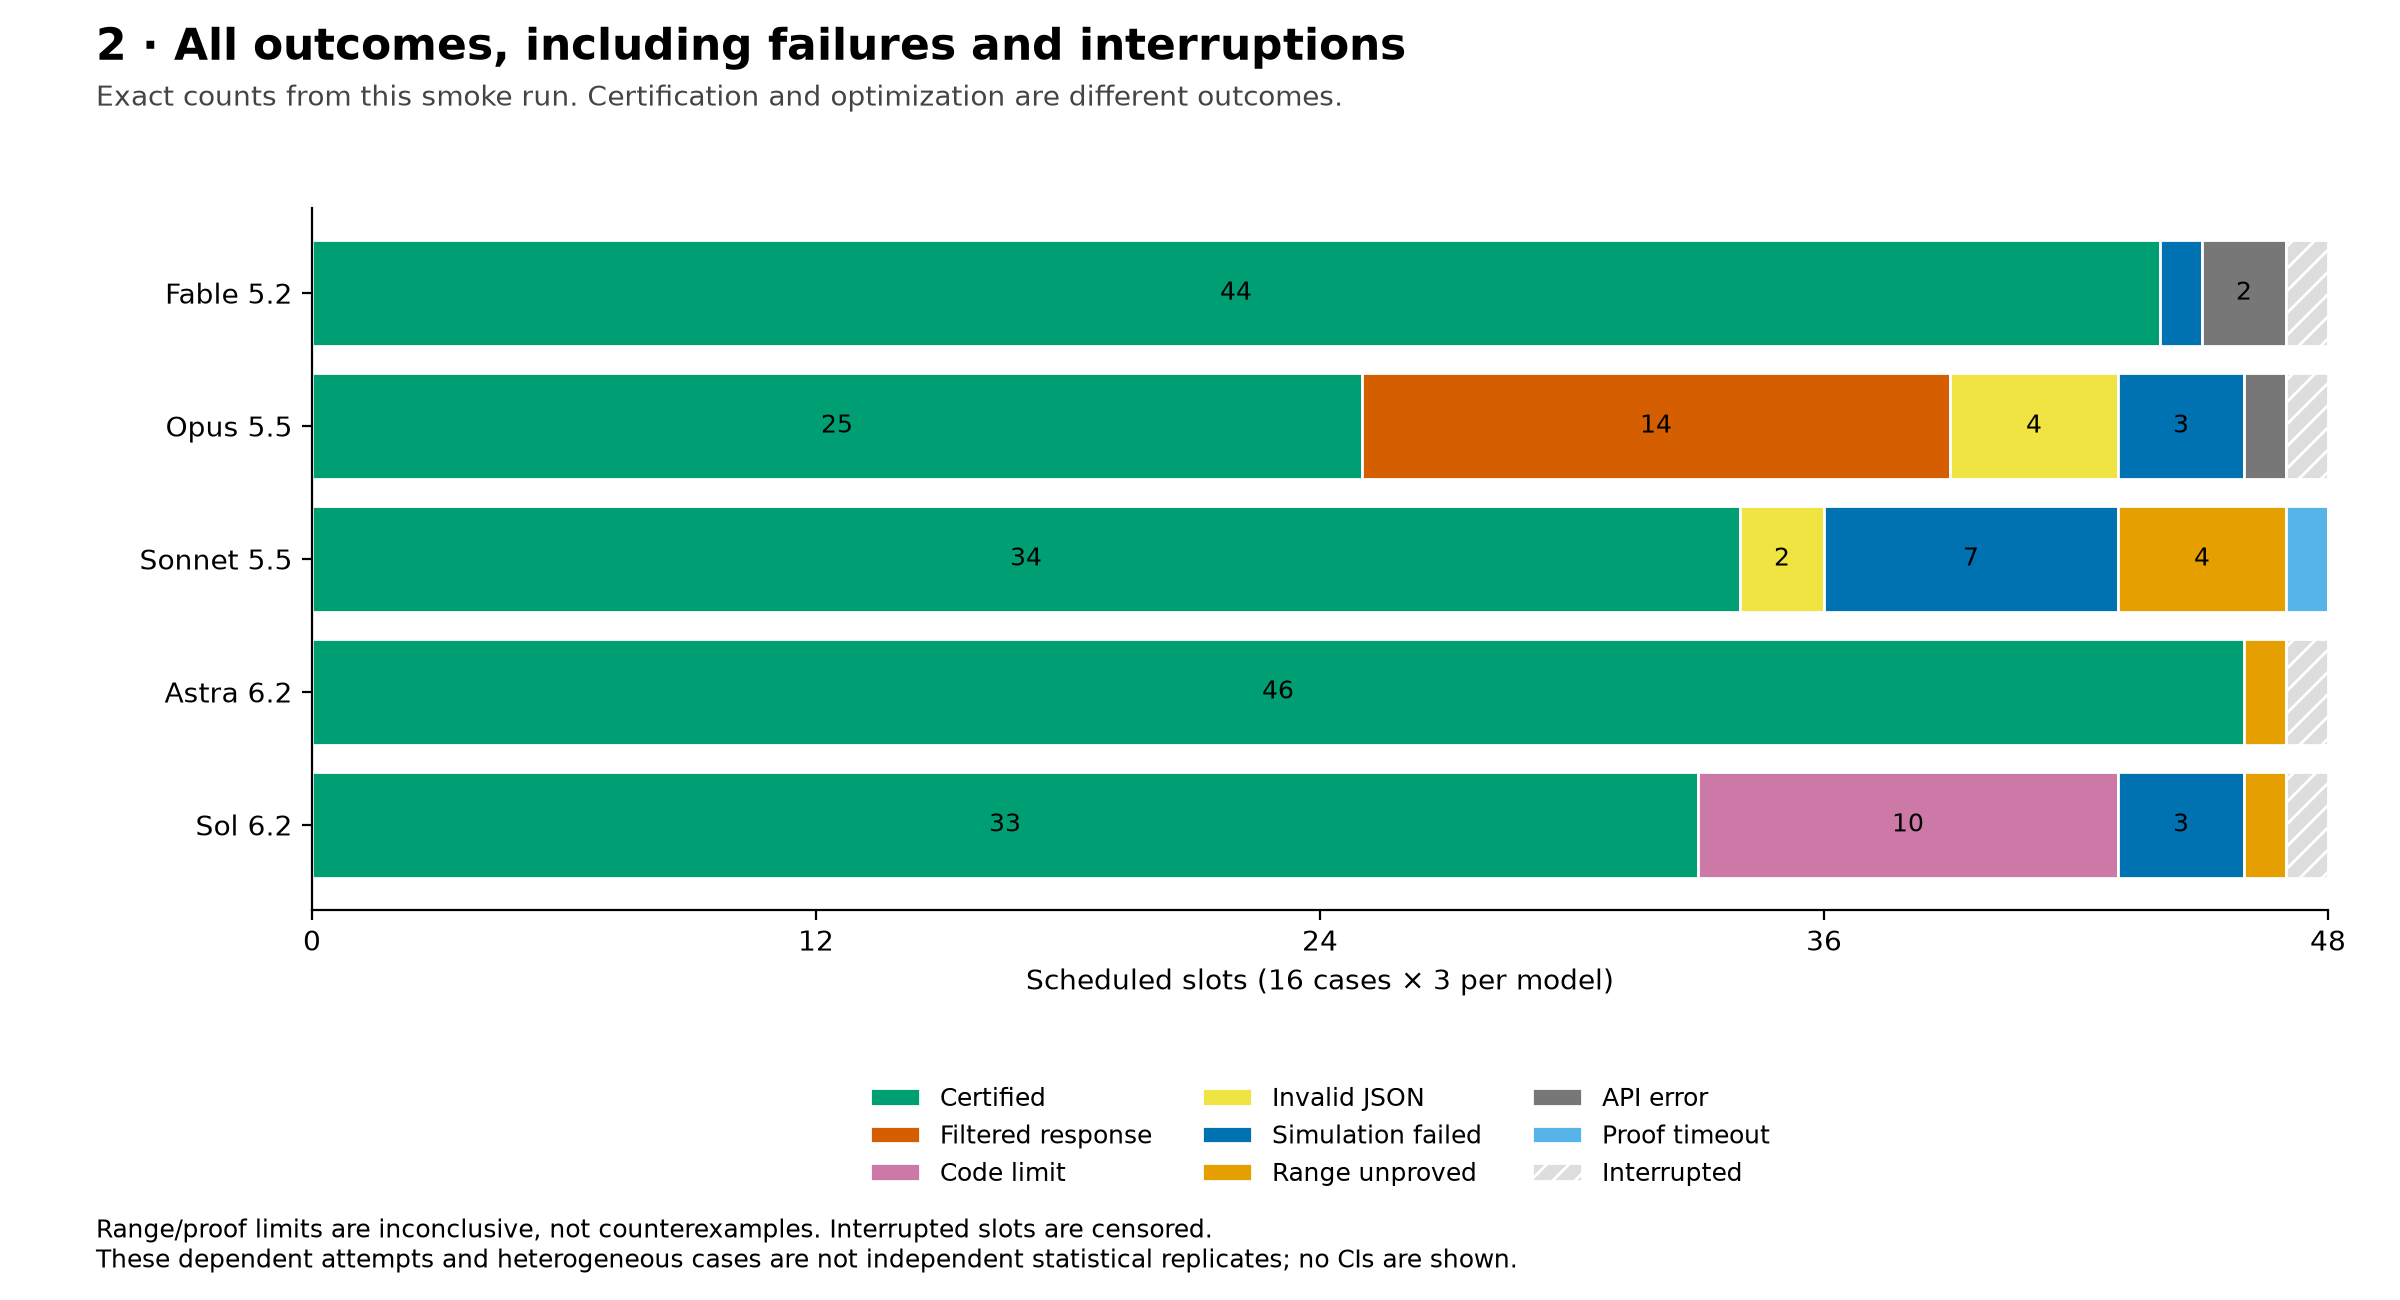 2 · All outcomes, including failures and interruptions
Exact counts from this smoke run. Certification and optimization are different outcomes.
Fable 5.2
44
2
Opus 5.5
25
14
4
3
Sonnet 5.5
34
2
7
4
Astra 6.2
46
Sol 6.2
33
10
3
0
12
24
36
48
Scheduled slots (16 cases × 3 per model)
Certified
Filtered response
Code limit
Invalid JSON
Simulation failed
Range unproved
API error
Proof timeout
Interrupted
Range/proof limits are inconclusive, not counterexamples. Interrupted slots are censored.
These dependent attempts and heterogeneous cases are not independent statistical replicates; no CIs are shown.